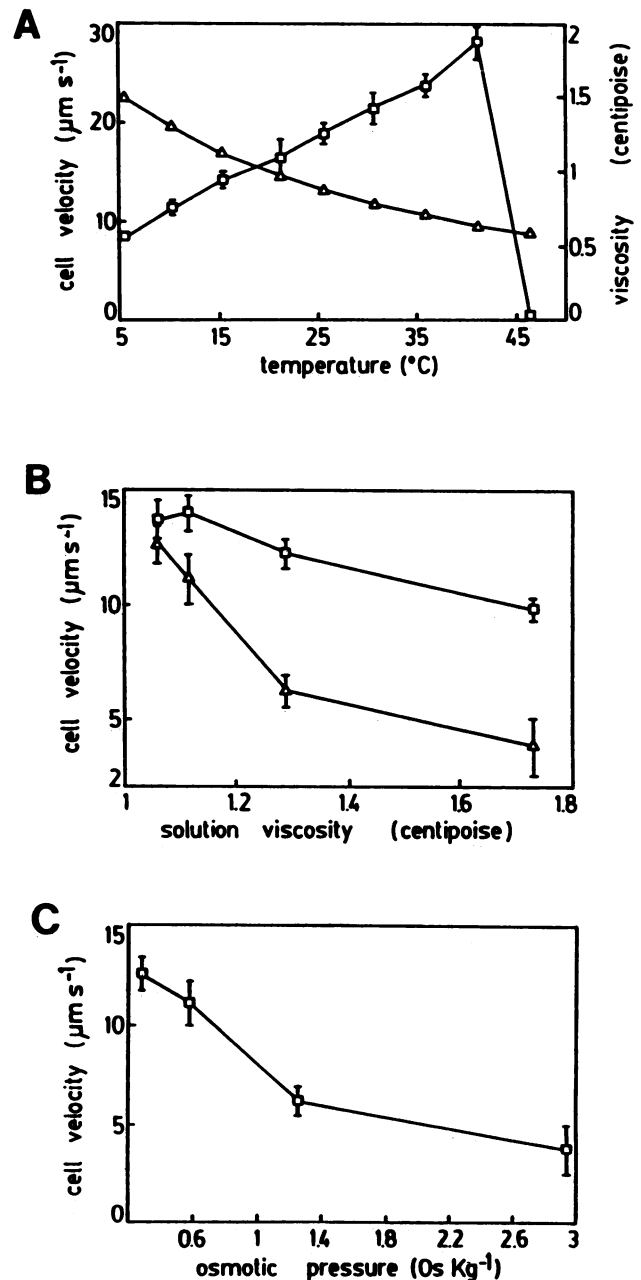 A
cell velocity (µm s⁻¹)
30
20
10
0
2
1.5
1
0.5
0
viscosity (centipoise)
5 15 25 35 45
temperature (°C)
B
cell velocity (µm s⁻¹)
15
10
5
2
1 1.2 1.4 1.6 1.8
solution viscosity (centipoise)
C
cell velocity (µm s⁻¹)
15
10
5
0
0.6 1 1.4 1.8 2.2 2.6 3
osmotic pressure (Os Kg⁻¹)